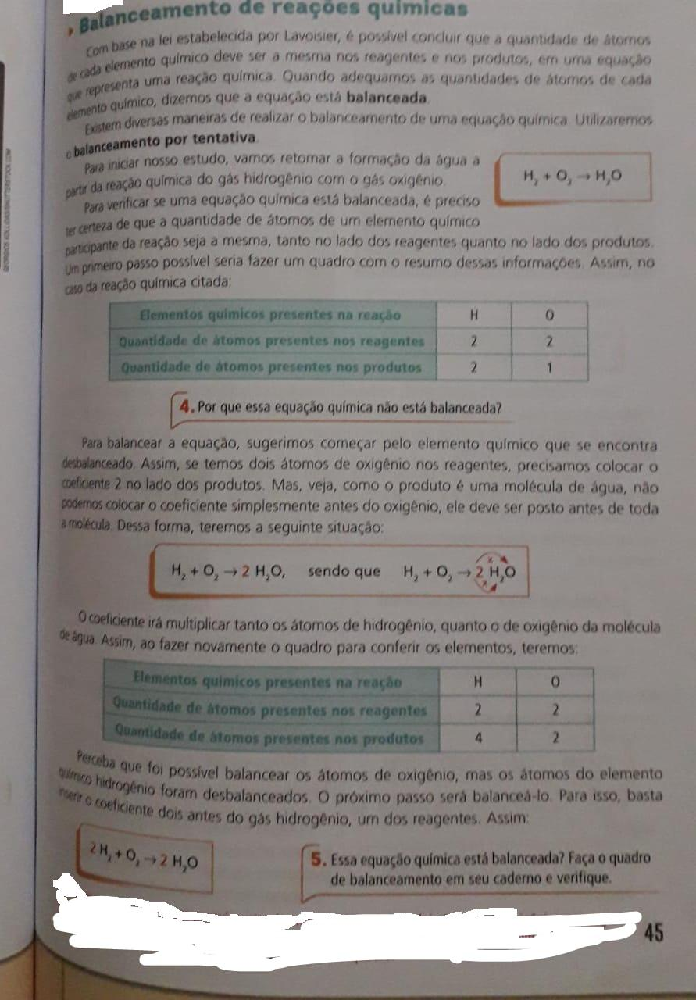 Balanceamento de reações químicas
Com base na lei estabelecida por Lavoisier, é possível concluir que a quantidade de átomos
de cada elemento químico deve ser a mesma nos reagentes e nos produtos, em uma equação
que representa uma reação química. Quando adequamos as quantidades de átomos de cada
elemento químico, dizemos que a equação está balanceada.
Existem diversas maneiras de realizar o balanceamento de uma equação química. Utilizaremos
o balanceamento por tentativa.
Para iniciar nosso estudo, vamos retomar a formação da água a
partir da reação química do gás hidrogênio com o gás oxigênio.
H₂ + O₂ → H₂O
Para verificar se uma equação química está balanceada, é preciso
ter certeza de que a quantidade de átomos de um elemento químico
participante da reação seja a mesma, tanto no lado dos reagentes quanto no lado dos produtos.
Um primeiro passo possível seria fazer um quadro com o resumo dessas informações. Assim, no
caso da reação química citada:
Elementos químicos presentes na reação H O
Quantidade de átomos presentes nos reagentes 2 2
Quantidade de átomos presentes nos produtos 2 1
4. Por que essa equação química não está balanceada?
Para balancear a equação, sugerimos começar pelo elemento químico que se encontra
desbalanceado. Assim, se temos dois átomos de oxigênio nos reagentes, precisamos colocar o
coeficiente 2 no lado dos produtos. Mas, veja, como o produto é uma molécula de água, não
podemos colocar o coeficiente simplesmente antes do oxigênio, ele deve ser posto antes de toda
a molécula. Dessa forma, teremos a seguinte situação:
H₂ + O₂ → 2 H₂O, sendo que H₂ + O₂ → 2 H₂O
x
x
O coeficiente irá multiplicar tanto os átomos de hidrogênio, quanto o de oxigênio da molécula
de água. Assim, ao fazer novamente o quadro para conferir os elementos, teremos:
Elementos químicos presentes na reação H O
Quantidade de átomos presentes nos reagentes 2 2
Quantidade de átomos presentes nos produtos 4 2
Perceba que foi possível balancear os átomos de oxigênio, mas os átomos do elemento
químico hidrogênio foram desbalanceados. O próximo passo será balanceá-lo. Para isso, basta
inserir o coeficiente dois antes do gás hidrogênio, um dos reagentes. Assim:
2 H₂ + O₂ → 2 H₂O
5. Essa equação química está balanceada? Faça o quadro
de balanceamento em seu caderno e verifique.
45